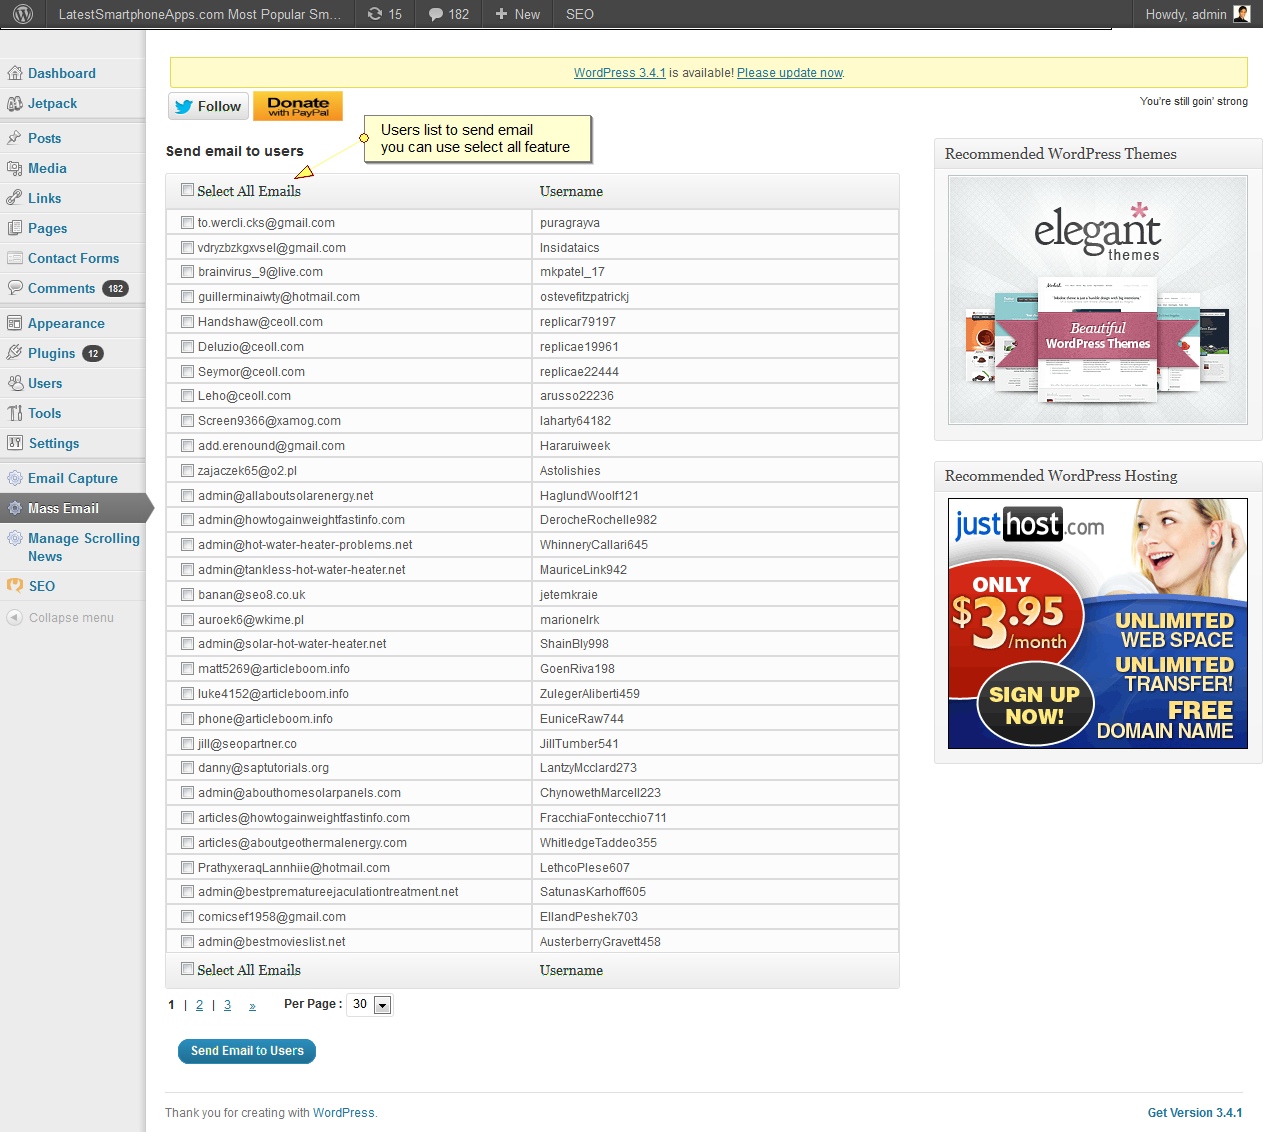 LatestSmartphoneApps.com Most Popular Sm...
15
182
+ New
SEO
Howdy, admin
Dashboard
Jetpack
Posts
Media
Links
Pages
Contact Forms
Comments 182
Appearance
Plugins 12
Users
Tools
Settings
Email Capture
Mass Email
Manage Scrolling
News
SEO
Collapse menu
WordPress 3.4.1 is available! Please update now.
Follow
Donate
with PayPal
You're still goin' strong
Users list to send email
you can use select all feature
Send email to users
Select All Emails Username
to.wercli.cks@gmail.com puragrayva
vdryzbzkgxvsel@gmail.com Insidataics
brainvirus_9@live.com mkpatel_17
guillerminaiwty@hotmail.com ostevefitzpatrickj
Handshaw@ceoll.com replicar79197
Deluzio@ceoll.com replicae19961
Seymor@ceoll.com replicae22444
Leho@ceoll.com arusso22236
Screen9366@xamog.com laharty64182
add.erenound@gmail.com Hararuiweek
zajaczek65@o2.pl Astolishies
admin@allaboutsolarenergy.net HaglundWoolf121
admin@howtogainweightfastinfo.com DerocheRochelle982
admin@hot-water-heater-problems.net WhinneryCallari645
admin@tankless-hot-water-heater.net MauriceLink942
banan@seo8.co.uk jetemkraie
auroek6@wkime.pl marionelrk
admin@solar-hot-water-heater.net ShainBly998
matt5269@articleboom.info GoenRiva198
luke4152@articleboom.info ZulegerAliberti459
phone@articleboom.info EuniceRaw744
jill@seopartner.co JillTumber541
danny@saptutorials.org LantzyMcclard273
admin@abouthomesolarpanels.com ChynowethMarcell223
articles@howtogainweightfastinfo.com FracchiaFontecchio711
articles@aboutgeothermalenergy.com WhitledgeTaddeo355
PrathyxeraqLannhiie@hotmail.com LethcoPlese607
admin@bestprematureejaculationtreatment.net SatunasKarhoff605
comicsef1958@gmail.com EllandPeshek703
admin@bestmovieslist.net AusterberryGravett458
Select All Emails Username
1 | 2 | 3 » Per Page : 30
Send Email to Users
Recommended WordPress Themes
elegant
themes
Beautiful
WordPress Themes
Recommended WordPress Hosting
justhost.com
ONLY
$3.95
/month
SIGN UP
NOW!
UNLIMITED
WEB SPACE
UNLIMITED
TRANSFER!
FREE
DOMAIN NAME
Thank you for creating with WordPress.
Get Version 3.4.1